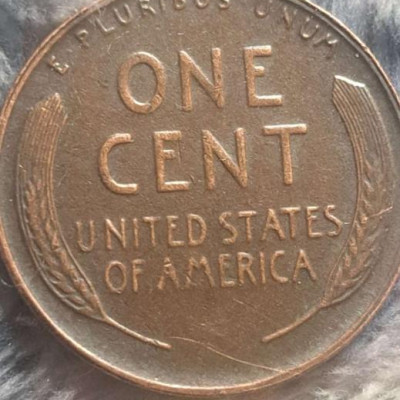 E PLURIBUS UNUM
ONE
CENT
UNITED STATES
OF AMERICA